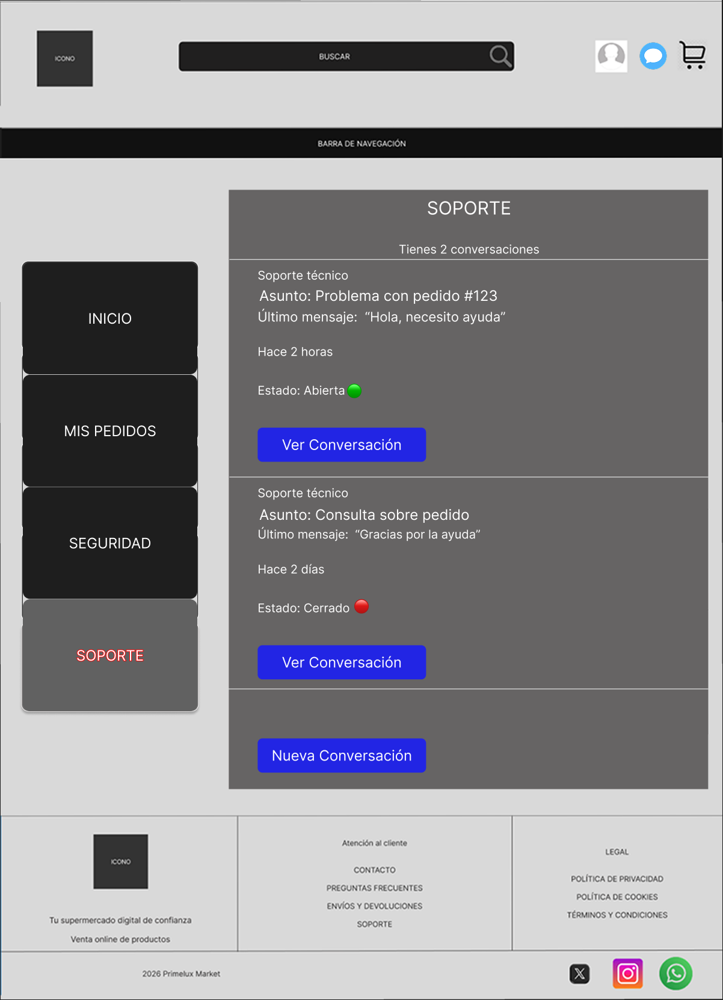 ICONO
BUSCAR
BARRA DE NAVEGACIÓN
INICIO
MIS PEDIDOS
SEGURIDAD
SOPORTE
SOPORTE
Tienes 2 conversaciones
Soporte técnico
Asunto: Problema con pedido #123
Último mensaje: “Hola, necesito ayuda”
Hace 2 horas
Estado: Abierta
Ver Conversación
Soporte técnico
Asunto: Consulta sobre pedido
Último mensaje: “Gracias por la ayuda”
Hace 2 días
Estado: Cerrado
Ver Conversación
Nueva Conversación
ICONO
Tu supermercado digital de confianza
Venta online de productos
Atención al cliente
CONTACTO
PREGUNTAS FRECUENTES
ENVÍOS Y DEVOLUCIONES
SOPORTE
LEGAL
POLÍTICA DE PRIVACIDAD
POLÍTICA DE COOKIES
TÉRMINOS Y CONDICIONES
2026 Primelux Market